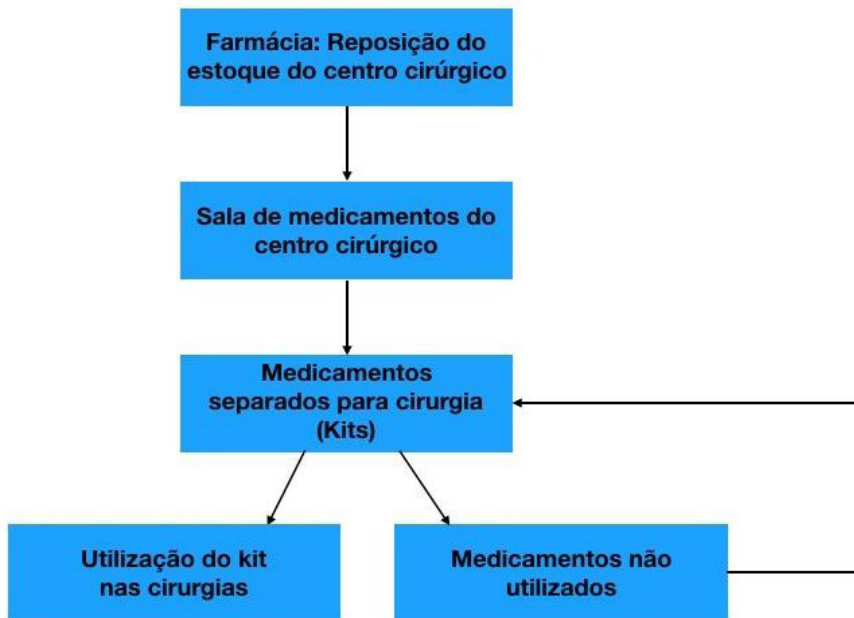 Farmácia: Reposição do
estoque do centro cirúrgico
Sala de medicamentos do
centro cirúrgico
Medicamentos
separados para cirurgia
(Kits)
Utilização do kit
nas cirurgias
Medicamentos não
utilizados